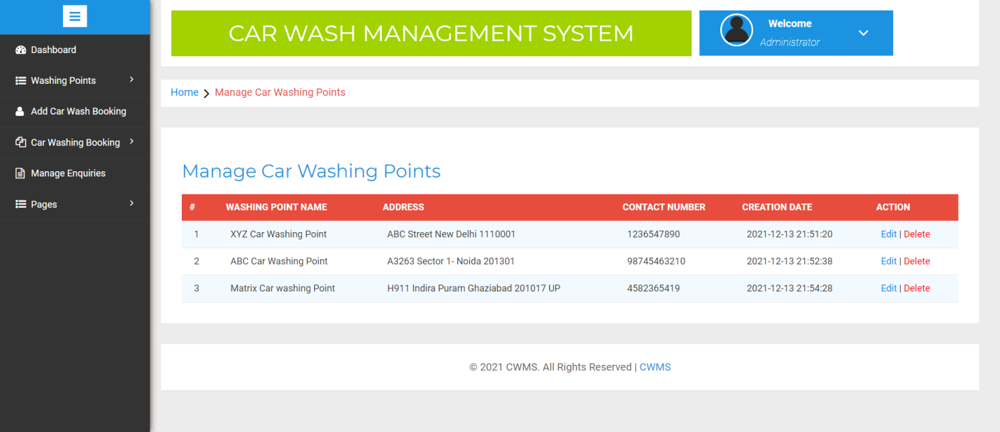 CAR WASH MANAGEMENT SYSTEM
Welcome
Administrator
Dashboard
Washing Points
Add Car Wash Booking
Car Washing Booking
Manage Enquiries
Pages
Home > Manage Car Washing Points
Manage Car Washing Points
# WASHING POINT NAME ADDRESS CONTACT NUMBER CREATION DATE ACTION
1 XYZ Car Washing Point ABC Street New Delhi 1110001 1236547890 2021-12-13 21:51:20 Edit | Delete
2 ABC Car Washing Point A3263 Sector 1- Noida 201301 98745463210 2021-12-13 21:52:38 Edit | Delete
3 Matrix Car washing Point H911 Indira Puram Ghaziabad 201017 UP 4582365419 2021-12-13 21:54:28 Edit | Delete
© 2021 CWMS. All Rights Reserved | CWMS